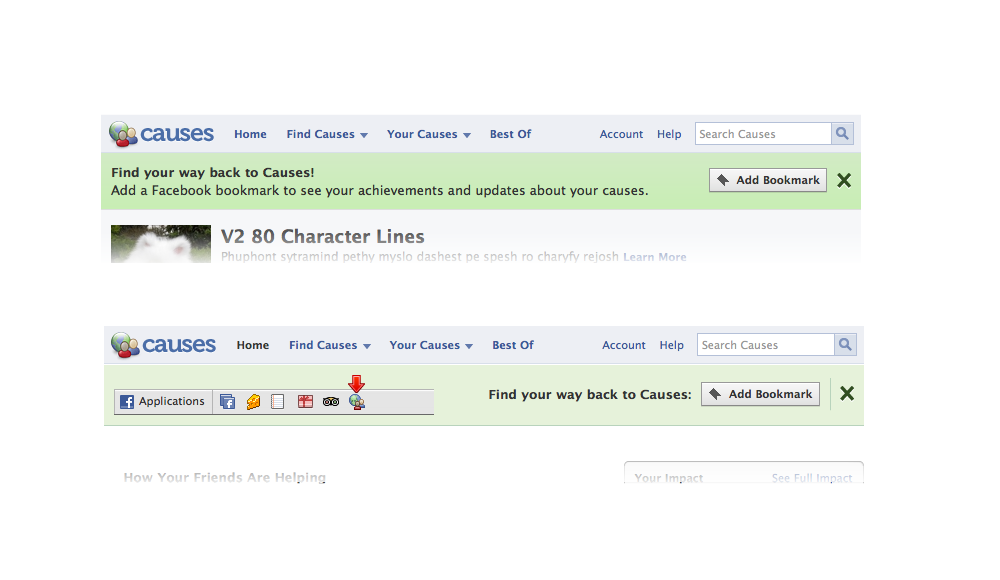 causes Home Find Causes Your Causes Best Of Account Help Search Causes
Find your way back to Causes!
Add a Facebook bookmark to see your achievements and updates about your causes.
Add Bookmark
V2 80 Character Lines
Phuphont sytramind pethy myslo dashest pe spesh ro charyfy rejosh Learn More
causes Home Find Causes Your Causes Best Of Account Help Search Causes
Applications Find your way back to Causes: Add Bookmark
How Your Friends Are Helping Your Impact See Full Impact